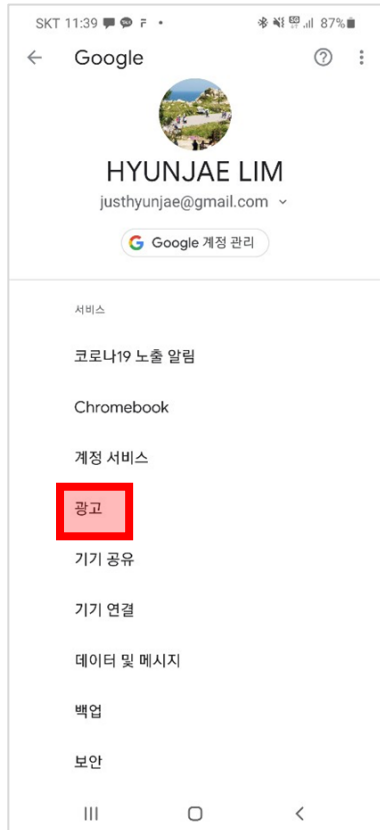 SKT 11:39 87%
Google
HYUNJAE LIM
justhyunjae@gmail.com
Google 계정 관리
서비스
코로나19 노출 알림
Chromebook
계정 서비스
광고
기기 공유
기기 연결
데이터 및 메시지
백업
보안